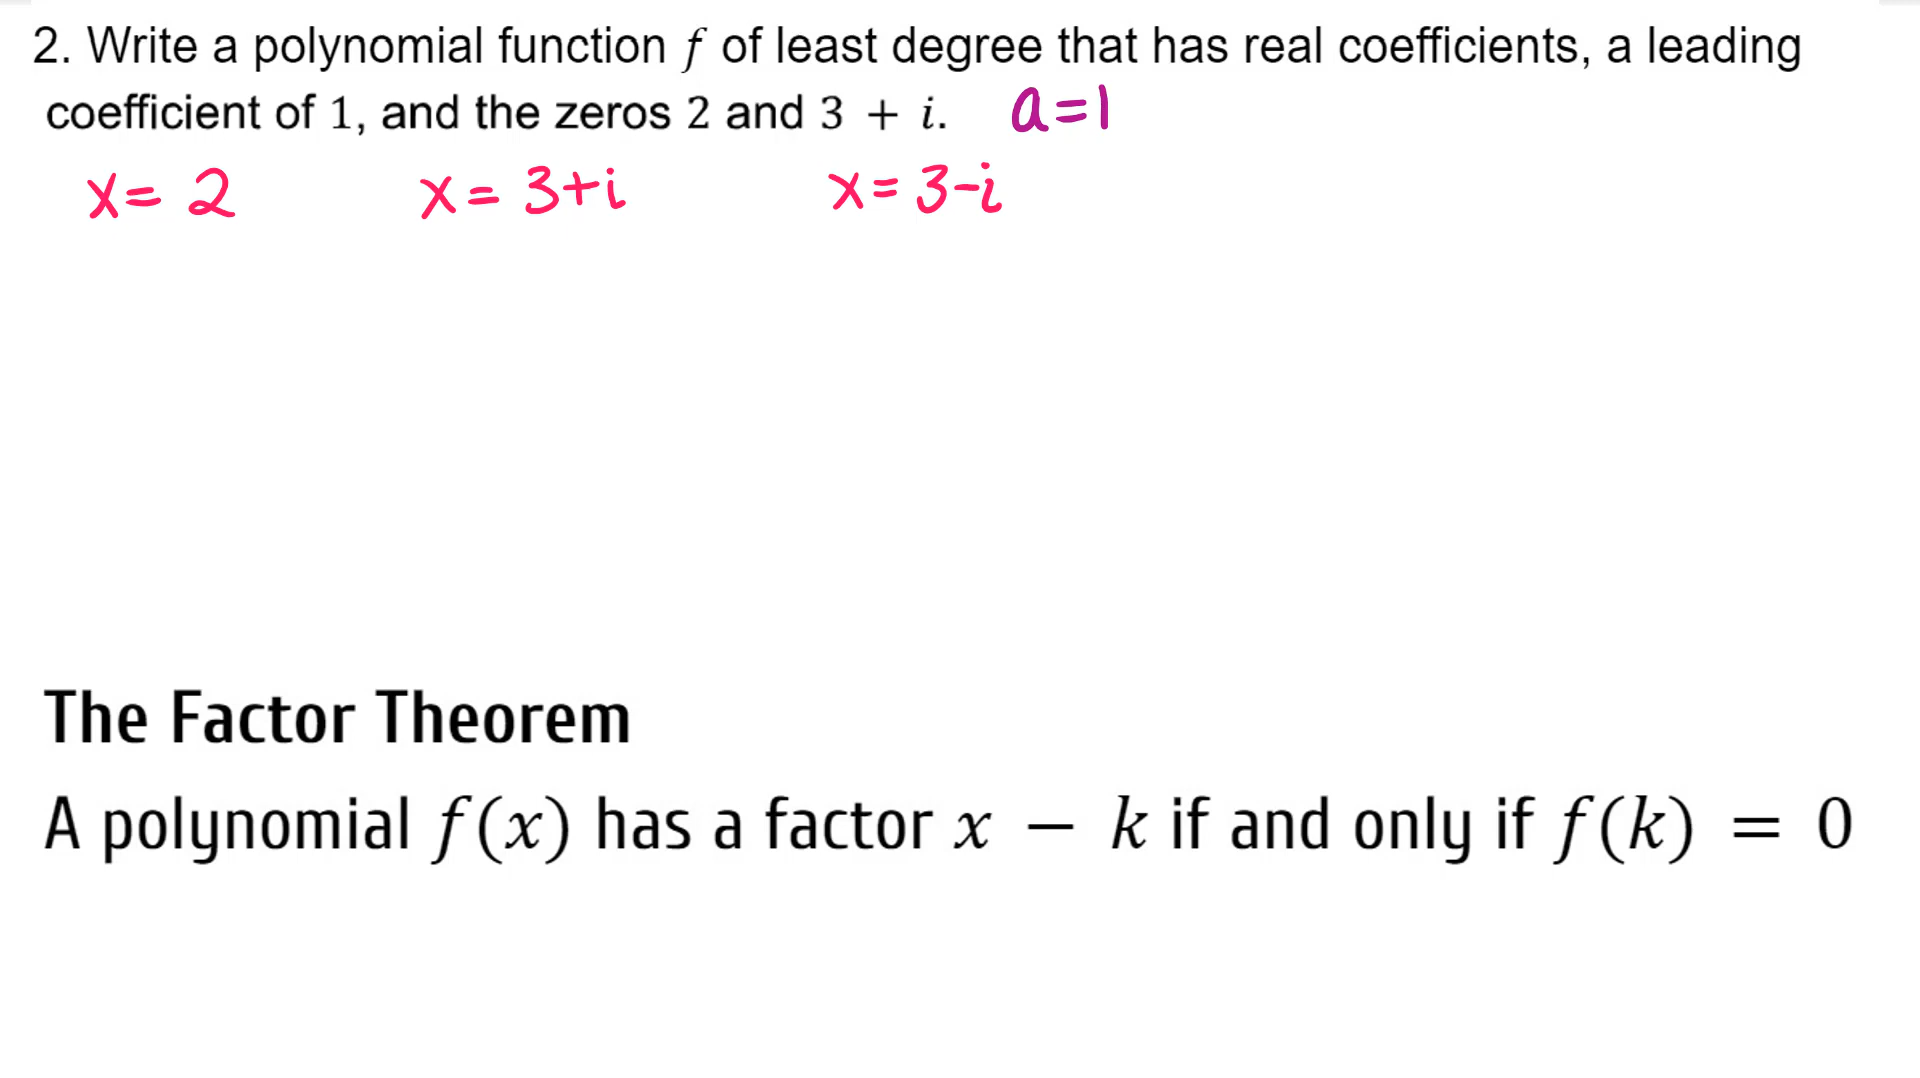 2. Write a polynomial function f of least degree that has real coefficients, a leading
coefficient of 1, and the zeros 2 and 3 + i. a=1
x= 2 x= 3+i x= 3-i
The Factor Theorem
A polynomial f(x) has a factor x − k if and only if f(k) = 0